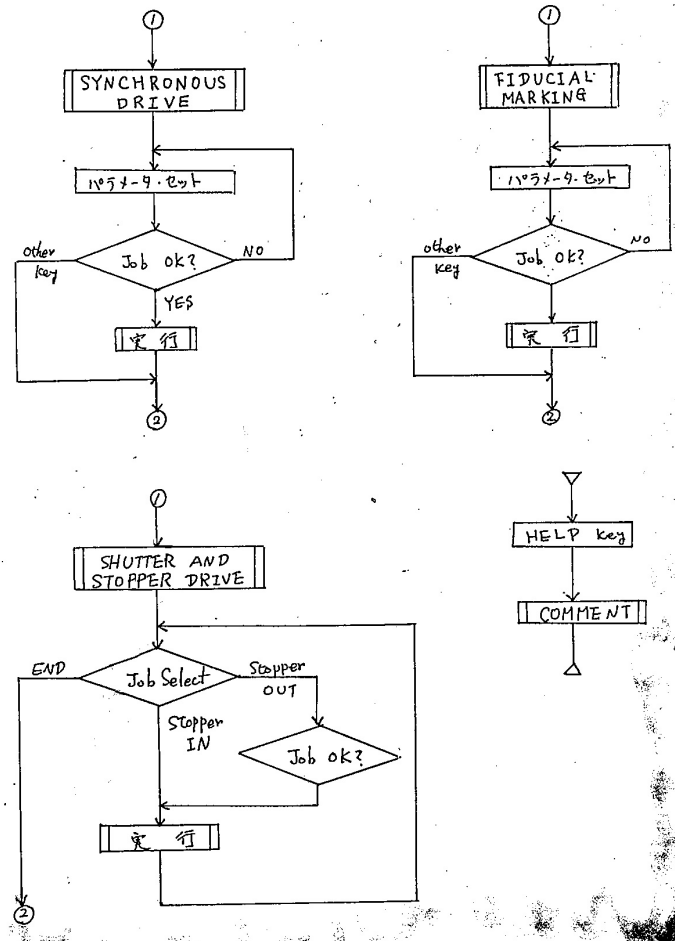 ①
SYNCHRONOUS
DRIVE
パラメータ・セット
Job OK?
NO
other
key
YES
実 行
②
①
FIDUCIAL
MARKING
パラメータ・セット
Job OK?
NO
other
key
実 行
②
①
SHUTTER AND
STOPPER DRIVE
Job Select
END
Stopper
OUT
Stopper
IN
Job OK?
実 行
②
HELP key
COMMENT